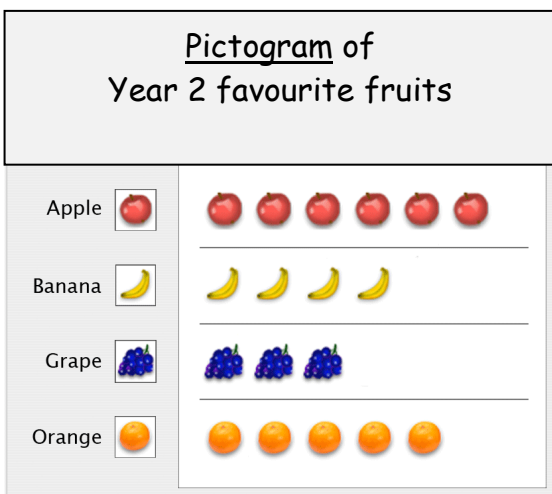 Pictogram of
Year 2 favourite fruits
Apple
Banana
Grape
Orange